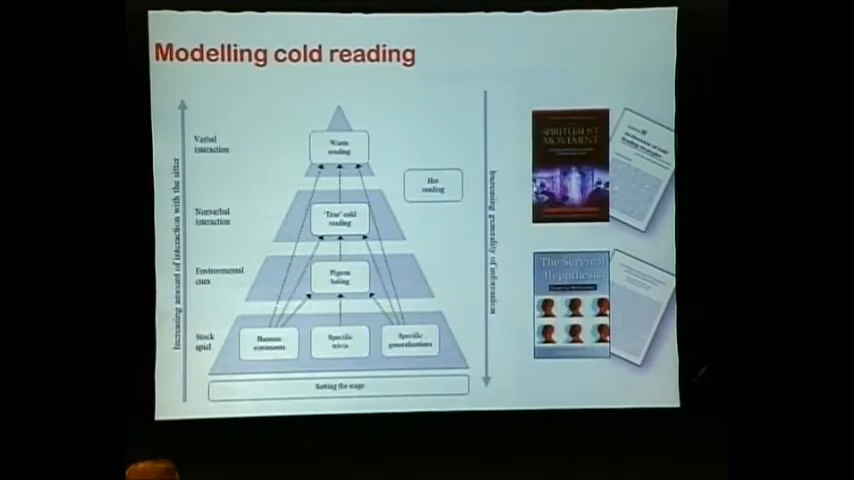 Modelling cold reading
Increasing amount of interaction with the sitter
Verbal
interaction
Warm
reading
Hot
reading
Nonverbal
interaction
'True' cold
reading
Environmental
cues
Pigeon
holing
Stock
spiel
Barnum
statements
Specific
trivia
Specific
generalisations
Setting the stage
Increasing generality of information
SPIRITUALIST
MOVEMENT
The Survival
Hypothesis